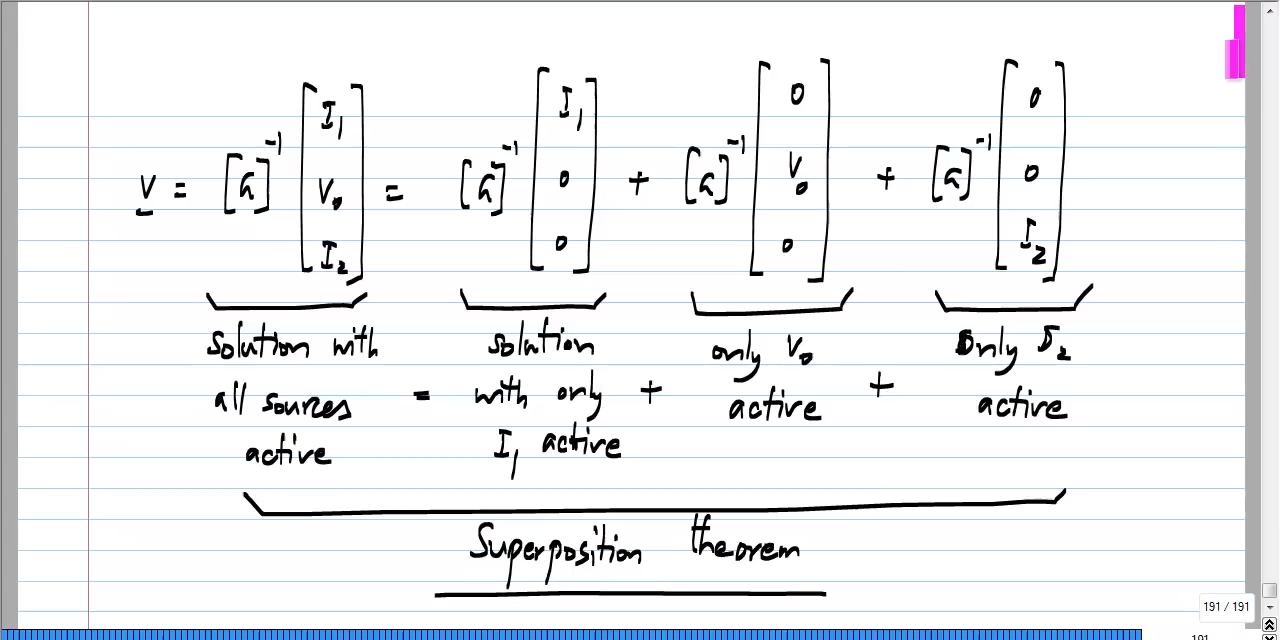 V = [G]⁻¹ [I₁ V₀ I₂] = [G]⁻¹ [I₁ 0 0] + [G]⁻¹ [0 V₀ 0] + [G]⁻¹ [0 0 I₂]
solution with all sources active = solution with only I₁ active + only V₀ active + Only I₂ active
Superposition theorem
191 / 191
191